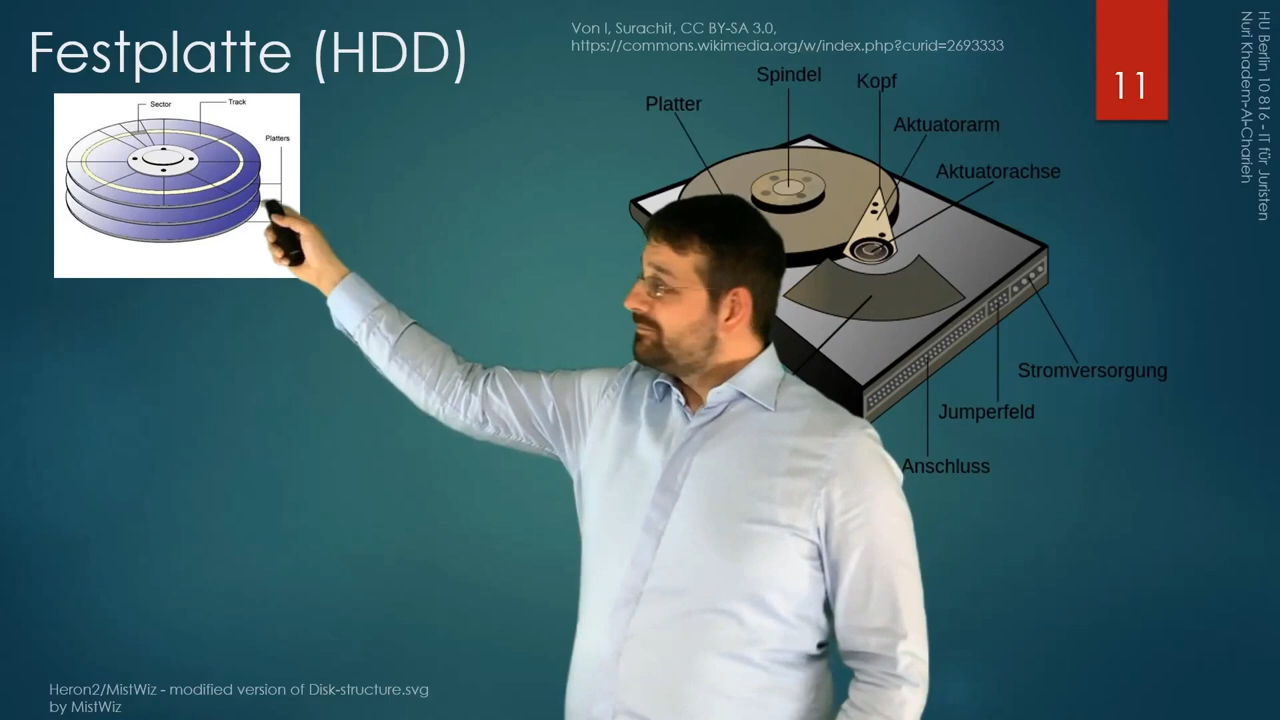 Festplatte (HDD)
Von I, Surachit, CC BY-SA 3.0,
https://commons.wikimedia.org/w/index.php?curid=2693333
11
HU Berlin 10 816 - IT für Juristen
Nuri Khadem-Al-Charieh
Sector
Track
Platters
Spindel
Kopf
Platter
Aktuatorarm
Aktuatorachse
Stromversorgung
Jumperfeld
Anschluss
Heron2/MistWiz - modified version of Disk-structure.svg
by MistWiz